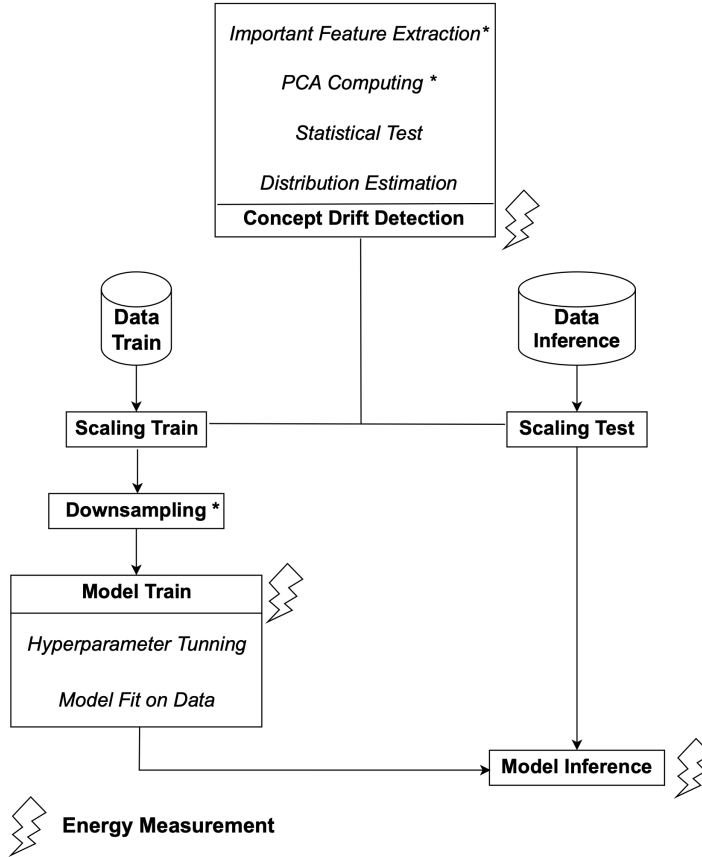 Important Feature Extraction*
PCA Computing *
Statistical Test
Distribution Estimation
Concept Drift Detection
Data
Train
Data
Inference
Scaling Train
Scaling Test
Downsampling *
Model Train
Hyperparameter Tunning
Model Fit on Data
Model Inference
Energy Measurement